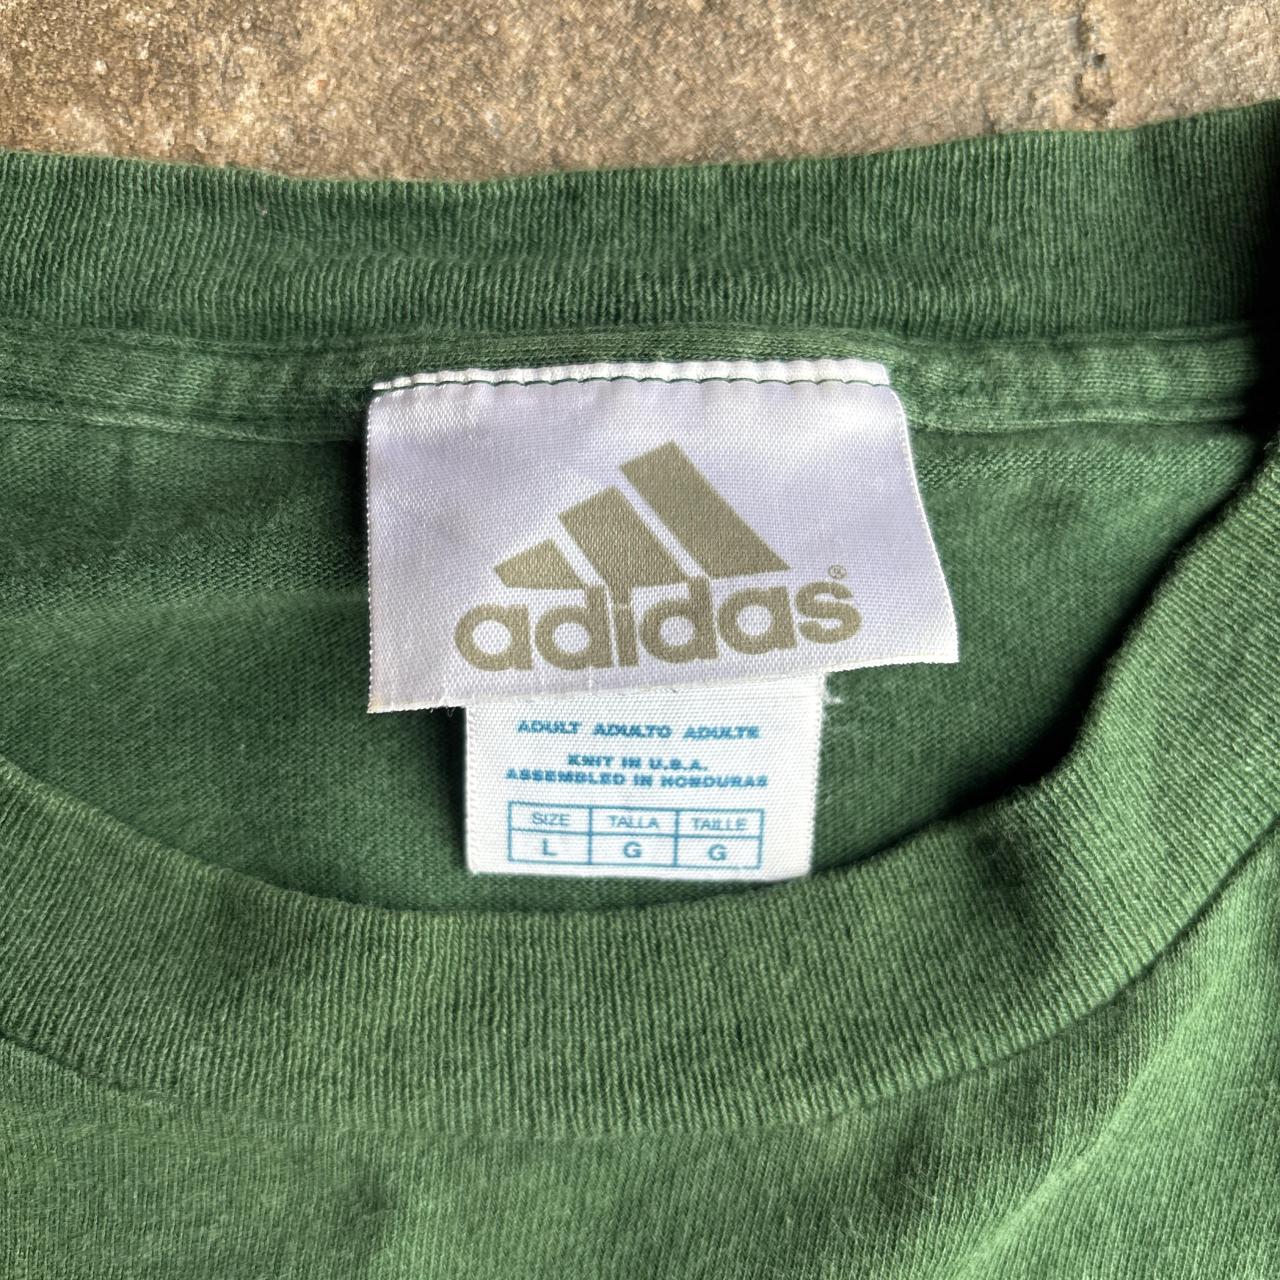 adidas®
ADULT ADULTO ADULTE
KNIT IN U.S.A.
ASSEMBLED IN HONDURAS
SIZE TALLA TAILLE
L G G